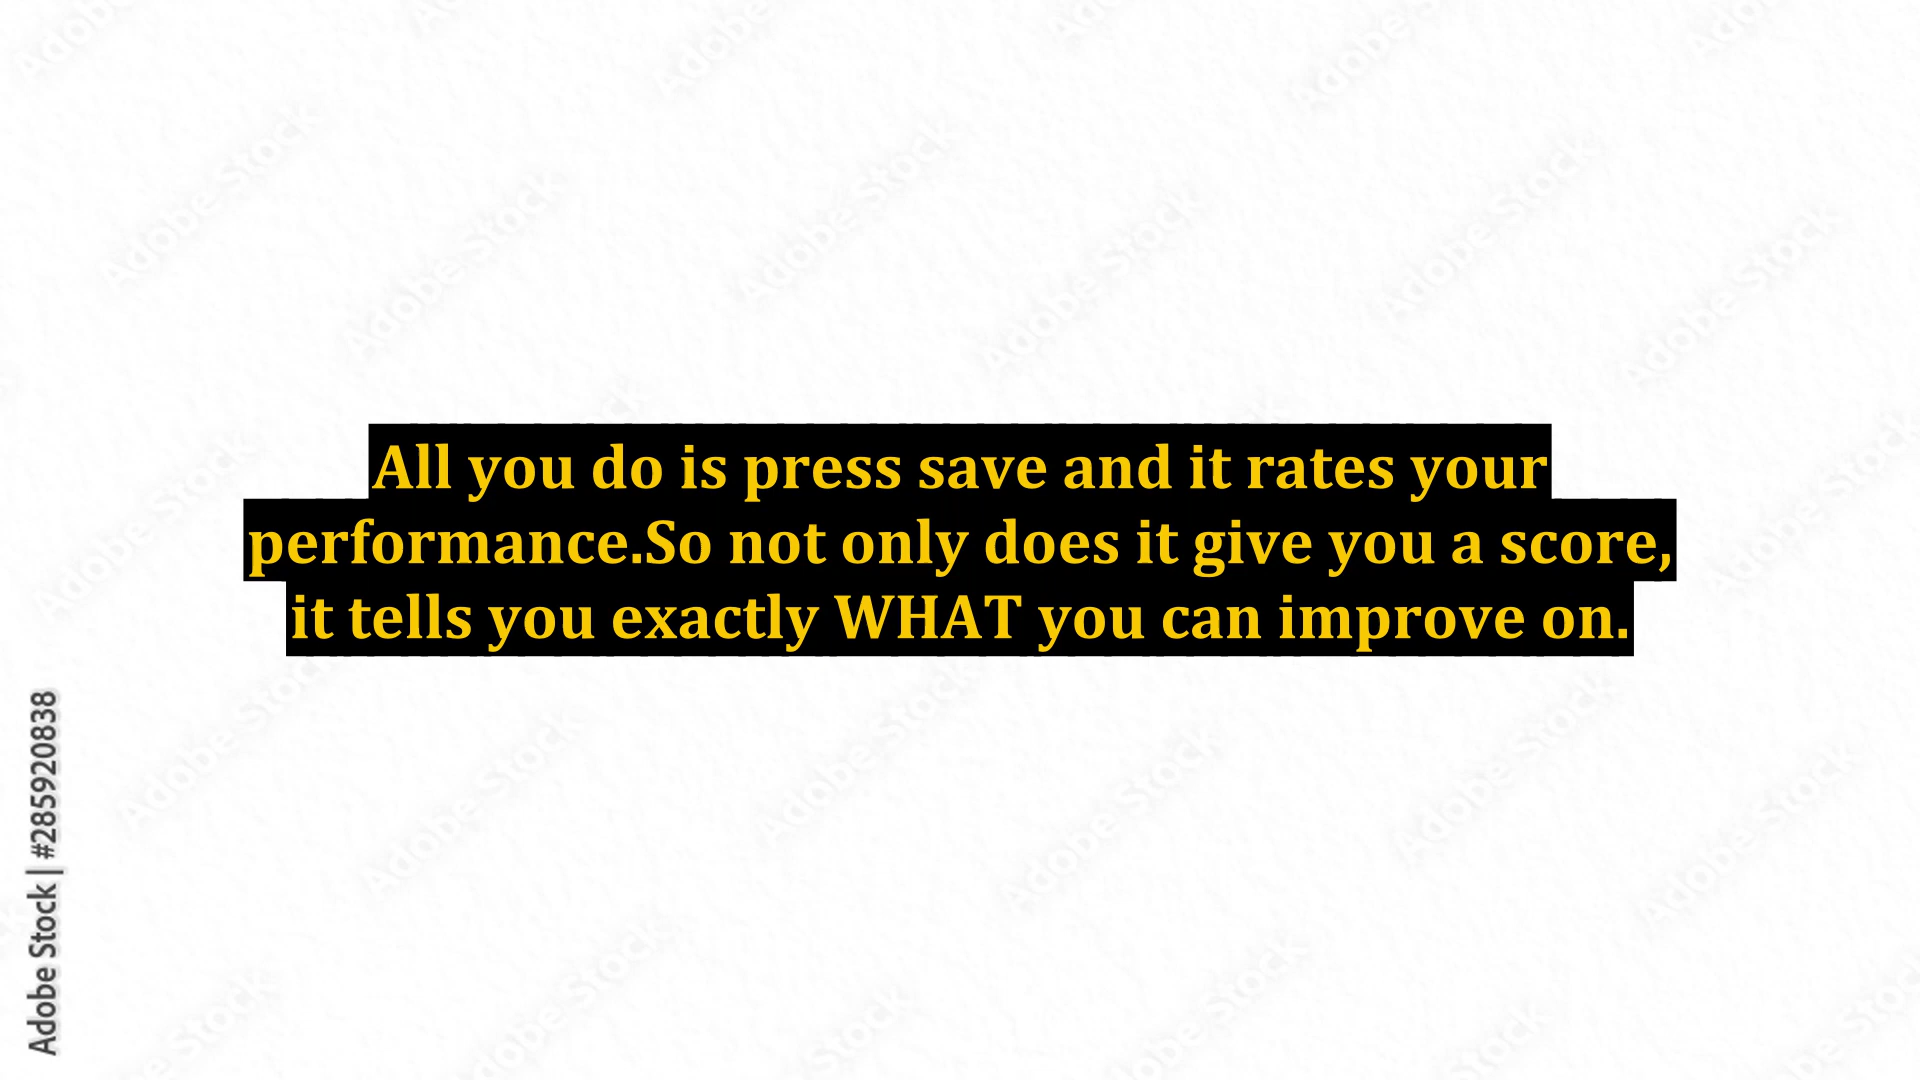 All you do is press save and it rates your
performance.So not only does it give you a score,
it tells you exactly WHAT you can improve on.
Adobe Stock | #285920838